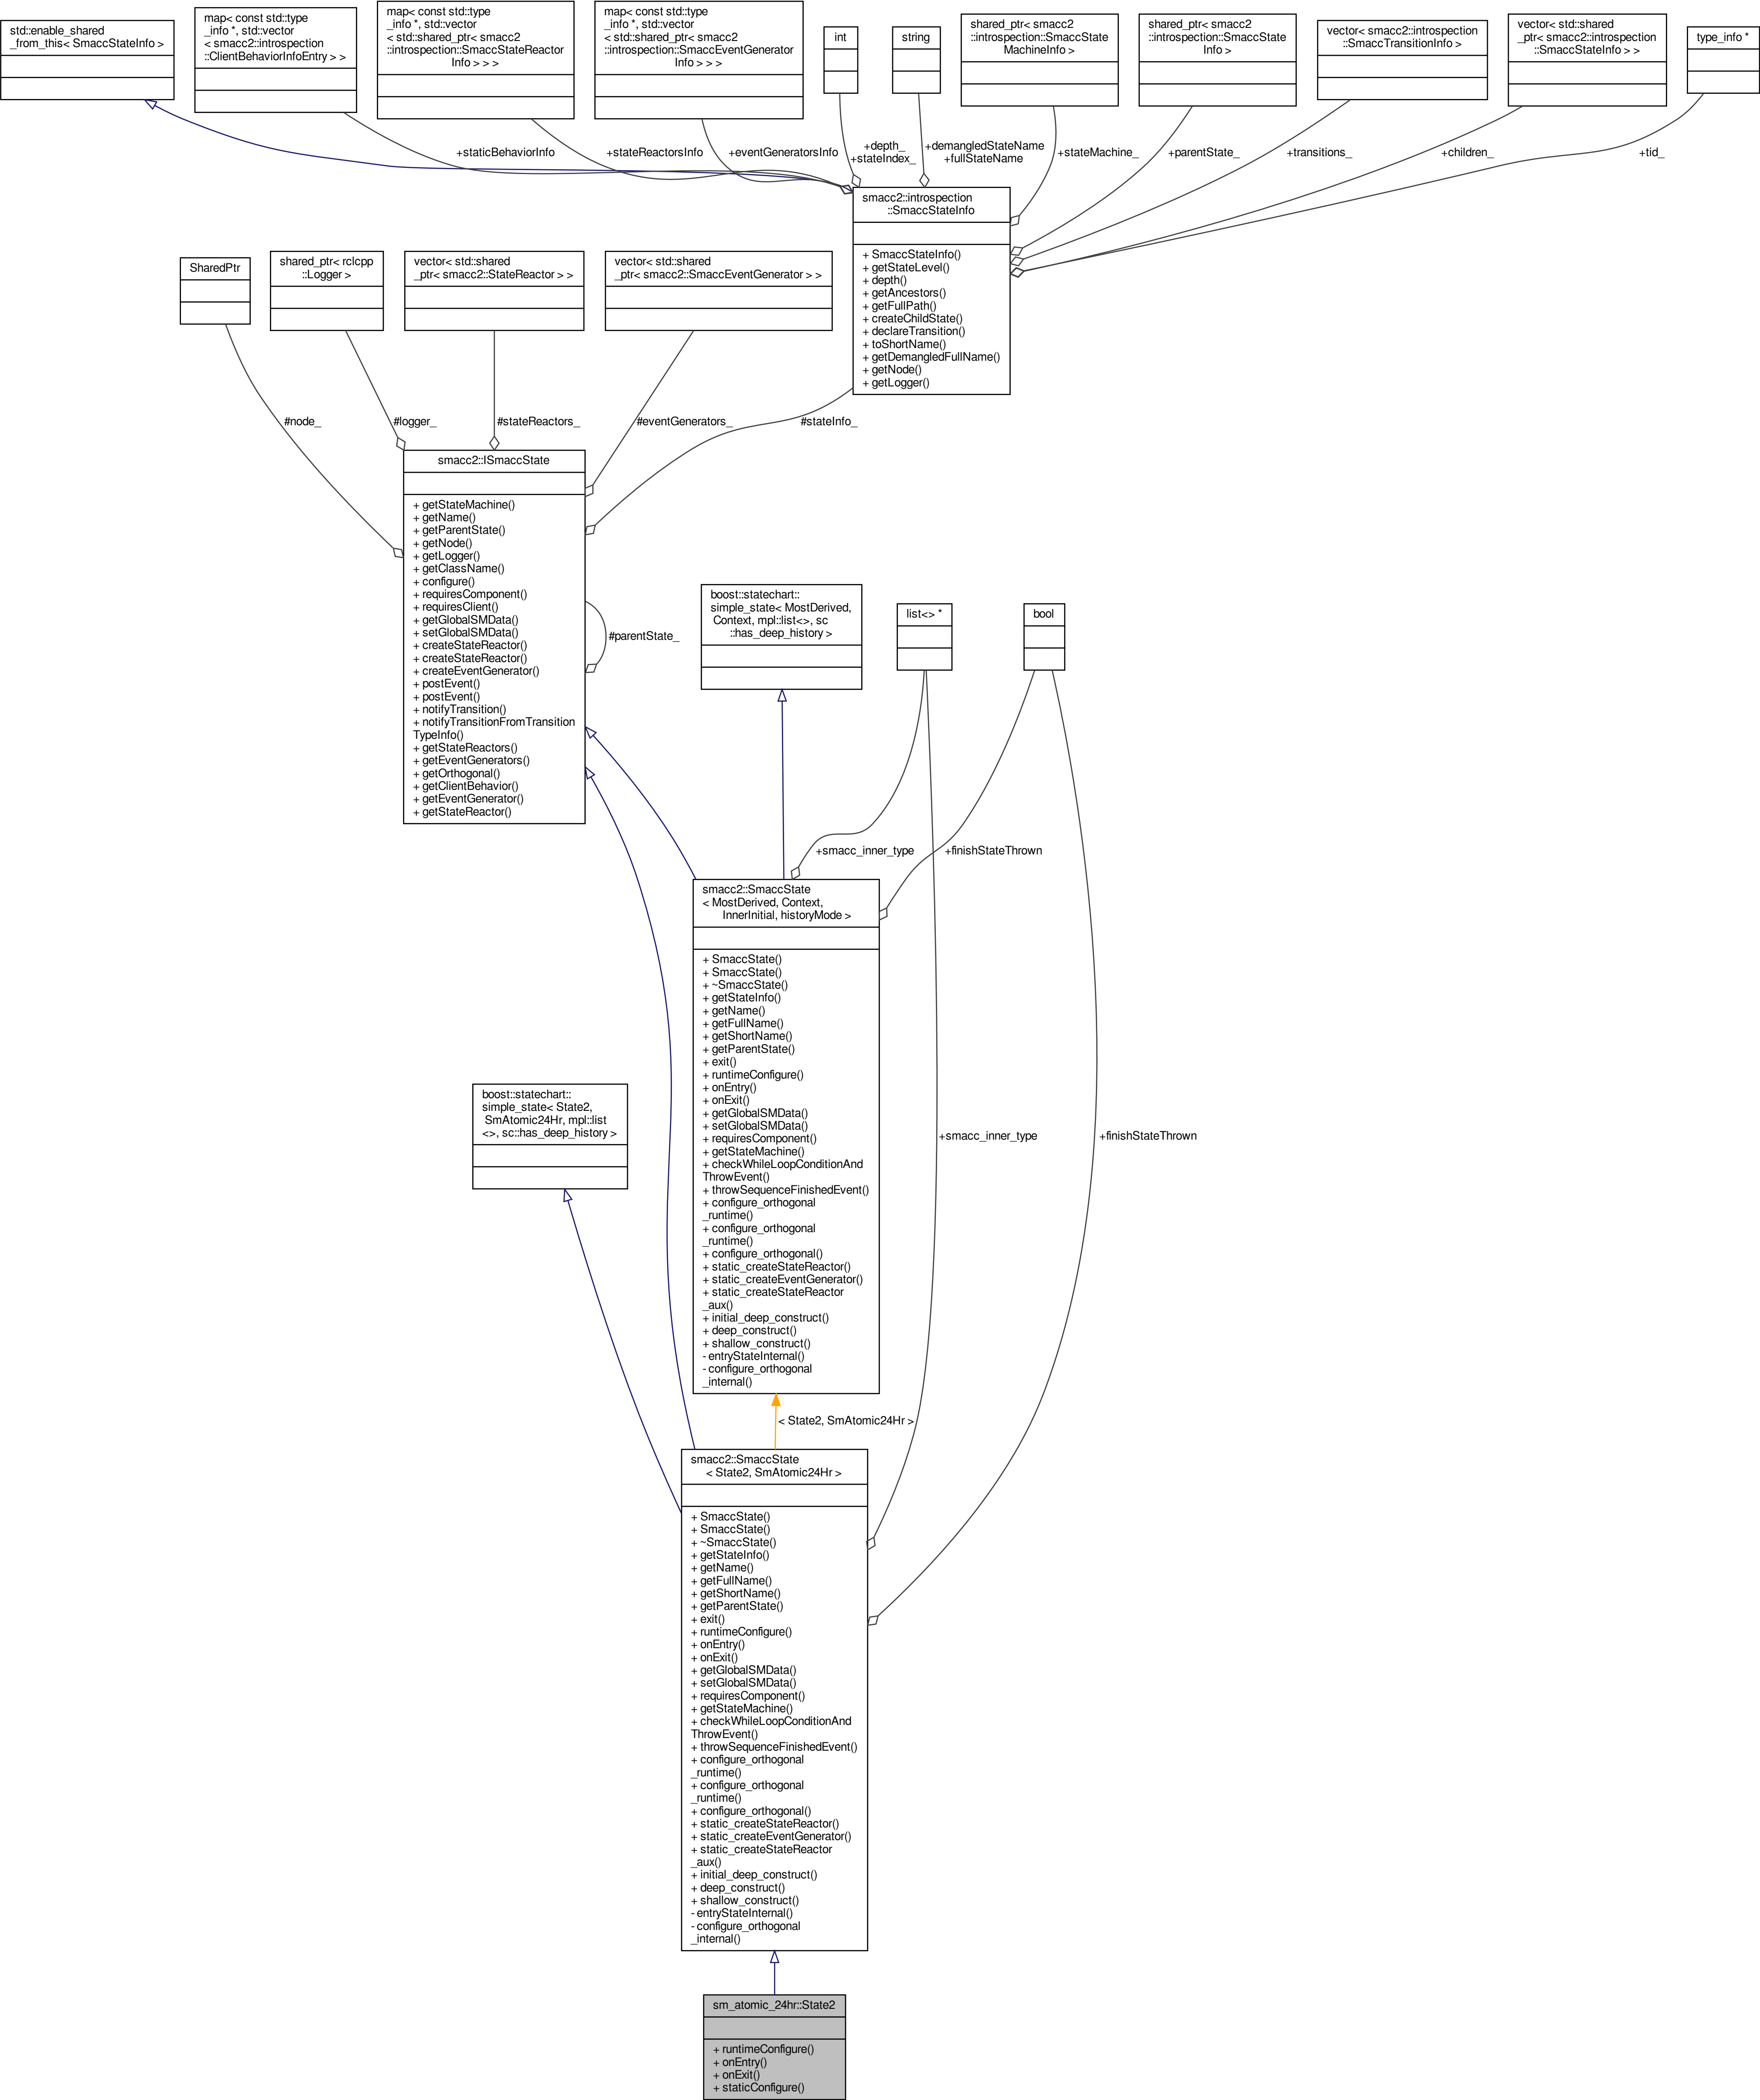 std::enable_shared
_from_this< SmaccStateInfo >
map< const std::type
_info *, std::vector
< smacc2::introspection
::ClientBehaviorInfoEntry > >
map< const std::type
_info *, std::vector
< std::shared_ptr< smacc2
::introspection::SmaccStateReactor
Info > > >
map< const std::type
_info *, std::vector
< std::shared_ptr< smacc2
::introspection::SmaccEventGenerator
Info > > >
int
string
shared_ptr< smacc2
::introspection::SmaccState
MachineInfo >
shared_ptr< smacc2
::introspection::SmaccState
Info >
vector< smacc2::introspection
::SmaccTransitionInfo >
vector< std::shared
_ptr< smacc2::introspection
::SmaccStateInfo > >
type_info *
+staticBehaviorInfo
+stateReactorsInfo
+eventGeneratorsInfo
+depth_
+stateIndex_
+demangledStateName
+fullStateName
+stateMachine_
+parentState_
+transitions_
+children_
+tid_
smacc2::introspection
::SmaccStateInfo
+ SmaccStateInfo()
+ getStateLevel()
+ depth()
+ getAncestors()
+ getFullPath()
+ createChildState()
+ declareTransition()
+ toShortName()
+ getDemangledFullName()
+ getNode()
+ getLogger()
SharedPtr
shared_ptr< rclcpp
::Logger >
vector< std::shared
_ptr< smacc2::StateReactor > >
vector< std::shared
_ptr< smacc2::SmaccEventGenerator > >
#node_
#logger_
#stateReactors_
#eventGenerators_
#stateInfo_
smacc2::ISmaccState
+ getStateMachine()
+ getName()
+ getParentState()
+ getNode()
+ getLogger()
+ getClassName()
+ configure()
+ requiresComponent()
+ requiresClient()
+ getGlobalSMData()
+ setGlobalSMData()
+ createStateReactor()
+ createStateReactor()
+ createEventGenerator()
+ postEvent()
+ postEvent()
+ notifyTransition()
+ notifyTransitionFromTransition
TypeInfo()
+ getStateReactors()
+ getEventGenerators()
+ getOrthogonal()
+ getClientBehavior()
+ getEventGenerator()
+ getStateReactor()
#parentState_
boost::statechart::
simple_state< MostDerived,
Context, mpl::list<>, sc
::has_deep_history >
list<> *
bool
+smacc_inner_type
+finishStateThrown
smacc2::SmaccState
< MostDerived, Context,
InnerInitial, historyMode >
+ SmaccState()
+ SmaccState()
+ ~SmaccState()
+ getStateInfo()
+ getName()
+ getFullName()
+ getShortName()
+ getParentState()
+ exit()
+ runtimeConfigure()
+ onEntry()
+ onExit()
+ getGlobalSMData()
+ setGlobalSMData()
+ requiresComponent()
+ getStateMachine()
+ checkWhileLoopConditionAnd
ThrowEvent()
+ throwSequenceFinishedEvent()
+ configure_orthogonal
_runtime()
+ configure_orthogonal
_runtime()
+ configure_orthogonal()
+ static_createStateReactor()
+ static_createEventGenerator()
+ static_createStateReactor
_aux()
+ initial_deep_construct()
+ deep_construct()
+ shallow_construct()
- entryStateInternal()
- configure_orthogonal
_internal()
boost::statechart::
simple_state< State2,
SmAtomic24Hr, mpl::list
<>, sc::has_deep_history >
+smacc_inner_type
+finishStateThrown
< State2, SmAtomic24Hr >
smacc2::SmaccState
< State2, SmAtomic24Hr >
+ SmaccState()
+ SmaccState()
+ ~SmaccState()
+ getStateInfo()
+ getName()
+ getFullName()
+ getShortName()
+ getParentState()
+ exit()
+ runtimeConfigure()
+ onEntry()
+ onExit()
+ getGlobalSMData()
+ setGlobalSMData()
+ requiresComponent()
+ getStateMachine()
+ checkWhileLoopConditionAnd
ThrowEvent()
+ throwSequenceFinishedEvent()
+ configure_orthogonal
_runtime()
+ configure_orthogonal
_runtime()
+ configure_orthogonal()
+ static_createStateReactor()
+ static_createEventGenerator()
+ static_createStateReactor
_aux()
+ initial_deep_construct()
+ deep_construct()
+ shallow_construct()
- entryStateInternal()
- configure_orthogonal
_internal()
sm_atomic_24hr::State2
+ runtimeConfigure()
+ onEntry()
+ onExit()
+ staticConfigure()